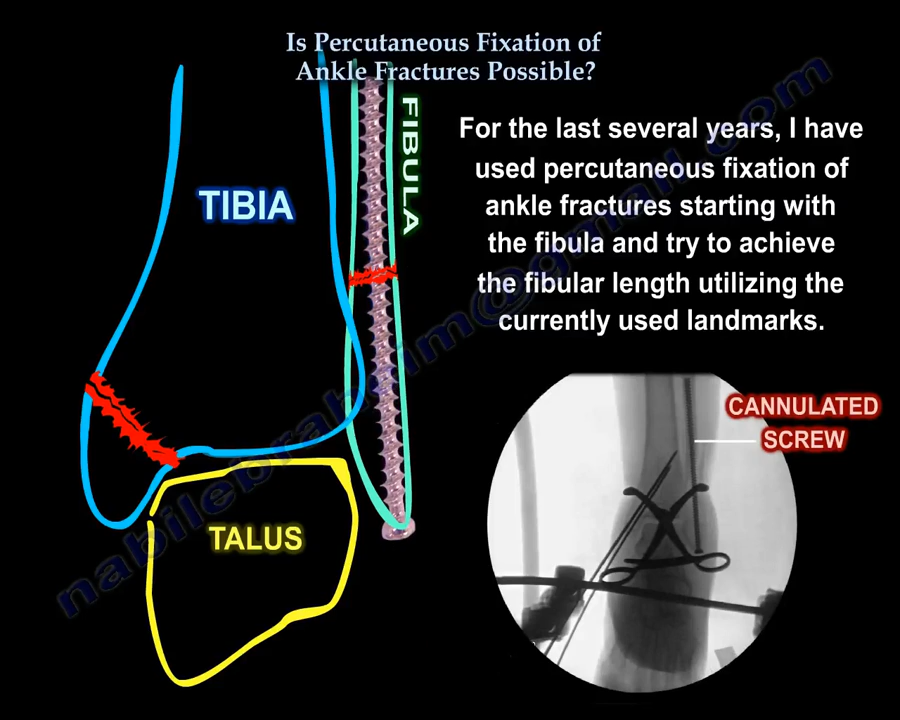 Is Percutaneous Fixation of
Ankle Fractures Possible?
For the last several years, I have
used percutaneous fixation of
ankle fractures starting with
the fibula and try to achieve
the fibular length utilizing the
currently used landmarks.
TIBIA
FIBULA
TALUS
CANNULATED
SCREW
nabilebraheim@gmail.com